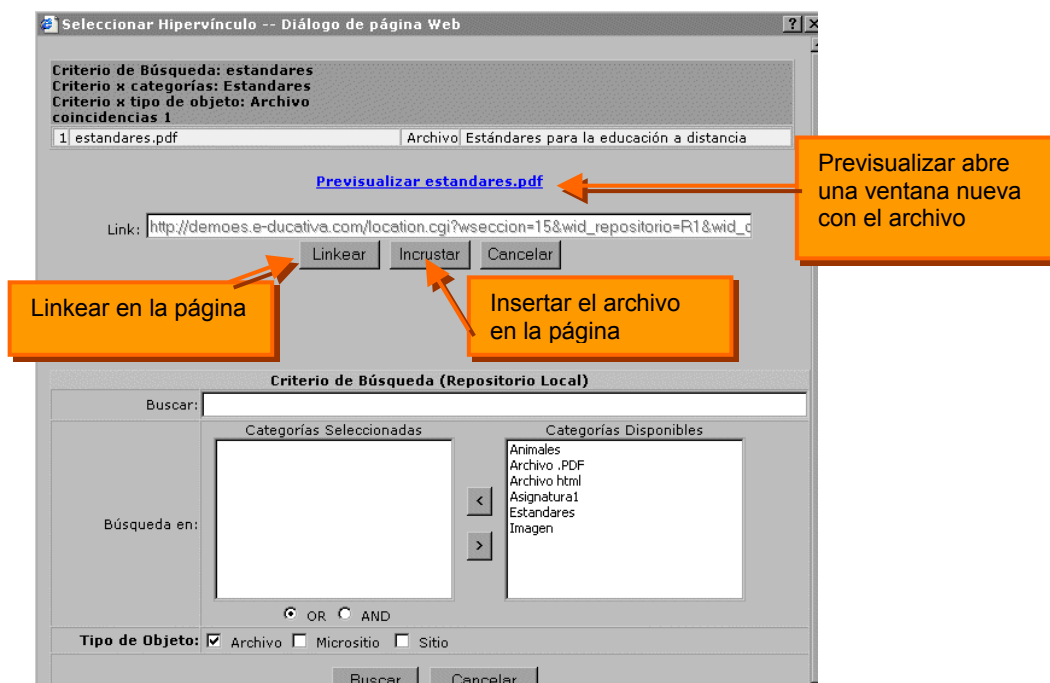 Seleccionar Hipervínculo -- Diálogo de página Web
Criterio de Búsqueda: estandares
Criterio x categorías: Estandares
Criterio x tipo de objeto: Archivo
coincidencias 1
1 estandares.pdf Archivo Estándares para la educación a distancia
Previsualizar estandares.pdf
Previsualizar abre
una ventana nueva
con el archivo
Link: http://demoes.e-ducativa.com/location.cgi?wseccion=15&wid_repositorio=R1&wid_c
Linkear Incrustar Cancelar
Linkear en la página
Insertar el archivo
en la página
Criterio de Búsqueda (Repositorio Local)
Buscar:
Categorías Seleccionadas Categorías Disponibles
Animales
Archivo .PDF
Archivo html
Asignatura1
Estandares
Imagen
Búsqueda en:
< 
>
OR AND
Tipo de Objeto: Archivo Micrositio Sitio
Buscar Cancelar